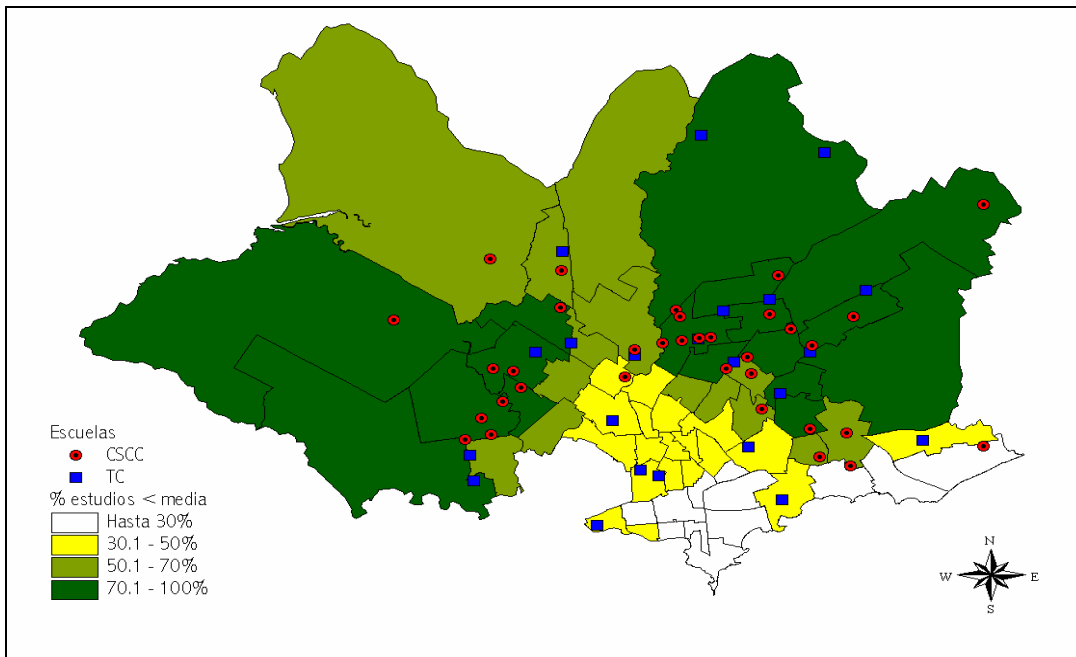 Escuelas
CSCC
TC
% estudios < media
Hasta 30%
30.1 - 50%
50.1 - 70%
70.1 - 100%
N
W E
S